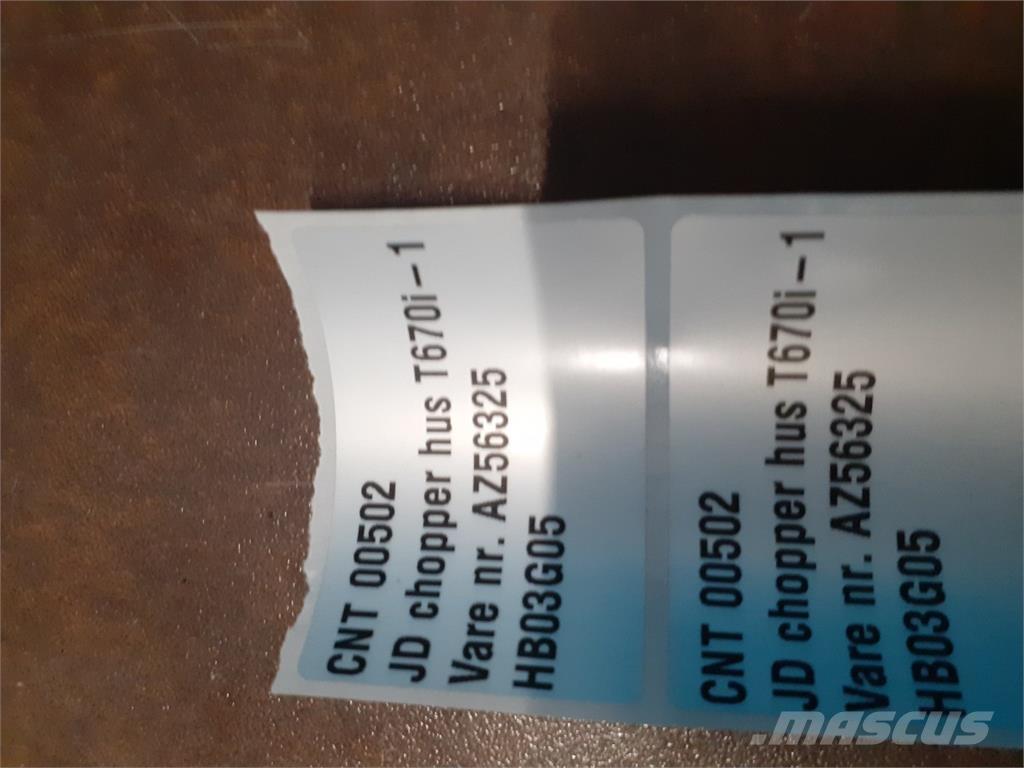 CNT 00502
JD chopper hus T670i-1
Vare nr. AZ56325
HB03G05
CNT 00502
JD chopper hus T670i-1
Vare nr. AZ56325
HB03G05
MASCUS